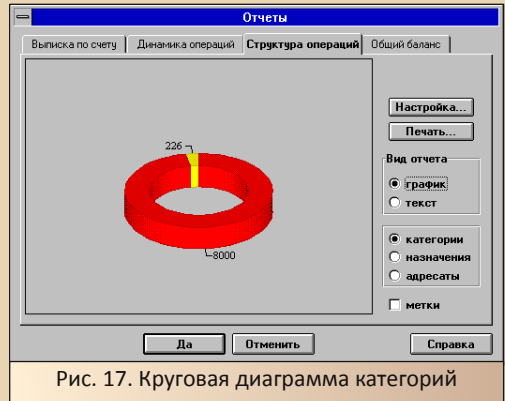 Отчеты
Выписка по счету
Динамика операций
Структура операций
Общий баланс
226
8000
Настройка...
Печать...
Вид отчета
график
текст
категории
назначения
адресаты
метки
Да
Отменить
Справка
Рис. 17. Круговая диаграмма категорий